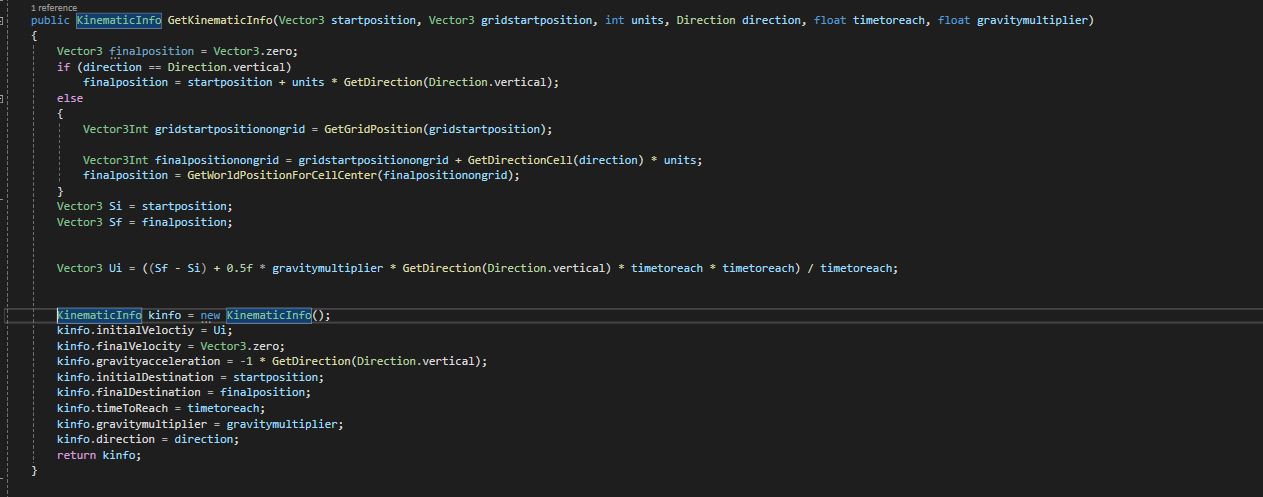 1 reference
public KinematicInfo GetKinematicInfo(Vector3 startposition, Vector3 gridstartposition, int units, Direction direction, float timetoreach, float gravitymultiplier)
{
Vector3 finalposition = Vector3.zero;
if (direction == Direction.vertical)
finalposition = startposition + units * GetDirection(Direction.vertical);
else
{
Vector3Int gridstartpositionongrid = GetGridPosition(gridstartposition);
Vector3Int finalpositionongrid = gridstartpositionongrid + GetDirectionCell(direction) * units;
finalposition = GetWorldPositionForCellCenter(finalpositionongrid);
}
Vector3 Si = startposition;
Vector3 Sf = finalposition;
Vector3 Ui = ((Sf - Si) + 0.5f * gravitymultiplier * GetDirection(Direction.vertical) * timetoreach * timetoreach) / timetoreach;
KinematicInfo kinfo = new KinematicInfo();
kinfo.initialVeloctiy = Ui;
kinfo.finalVelocity = Vector3.zero;
kinfo.gravityacceleration = -1 * GetDirection(Direction.vertical);
kinfo.initialDestination = startposition;
kinfo.finalDestination = finalposition;
kinfo.timeToReach = timetoreach;
kinfo.gravitymultiplier = gravitymultiplier;
kinfo.direction = direction;
return kinfo;
}